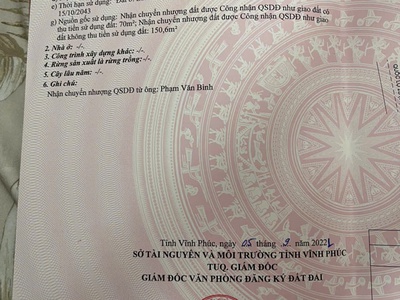 e) Thời hạn sử dụng: Đất
15/10/2043
g) Nguồn gốc sử dụng: Nhận chuyển nhượng đất được Công nhận QSDĐ như giao đất có
thu tiền sử dụng đất: 70m²; Nhận chuyển nhượng đất được Công nhận QSDĐ như giao
đất không thu tiền sử dụng đất: 150,6m²
2. Nhà ở: -/-.
3. Công trình xây dựng khác: -/-.
4. Rừng sản xuất là rừng trồng: -/-.
5. Cây lâu năm: -/-.
6. Ghi chú:
Nhận chuyển nhượng QSDĐ từ ông: Phạm Văn Bình
Tỉnh Vĩnh Phúc, ngày 05 tháng 9 năm 2022
SỞ TÀI NGUYÊN VÀ MÔI TRƯỜNG TỈNH VĨNH PHÚC
TUQ. GIÁM ĐỐC
GIÁM ĐỐC VĂN PHÒNG ĐĂNG KÝ ĐẤT ĐAI